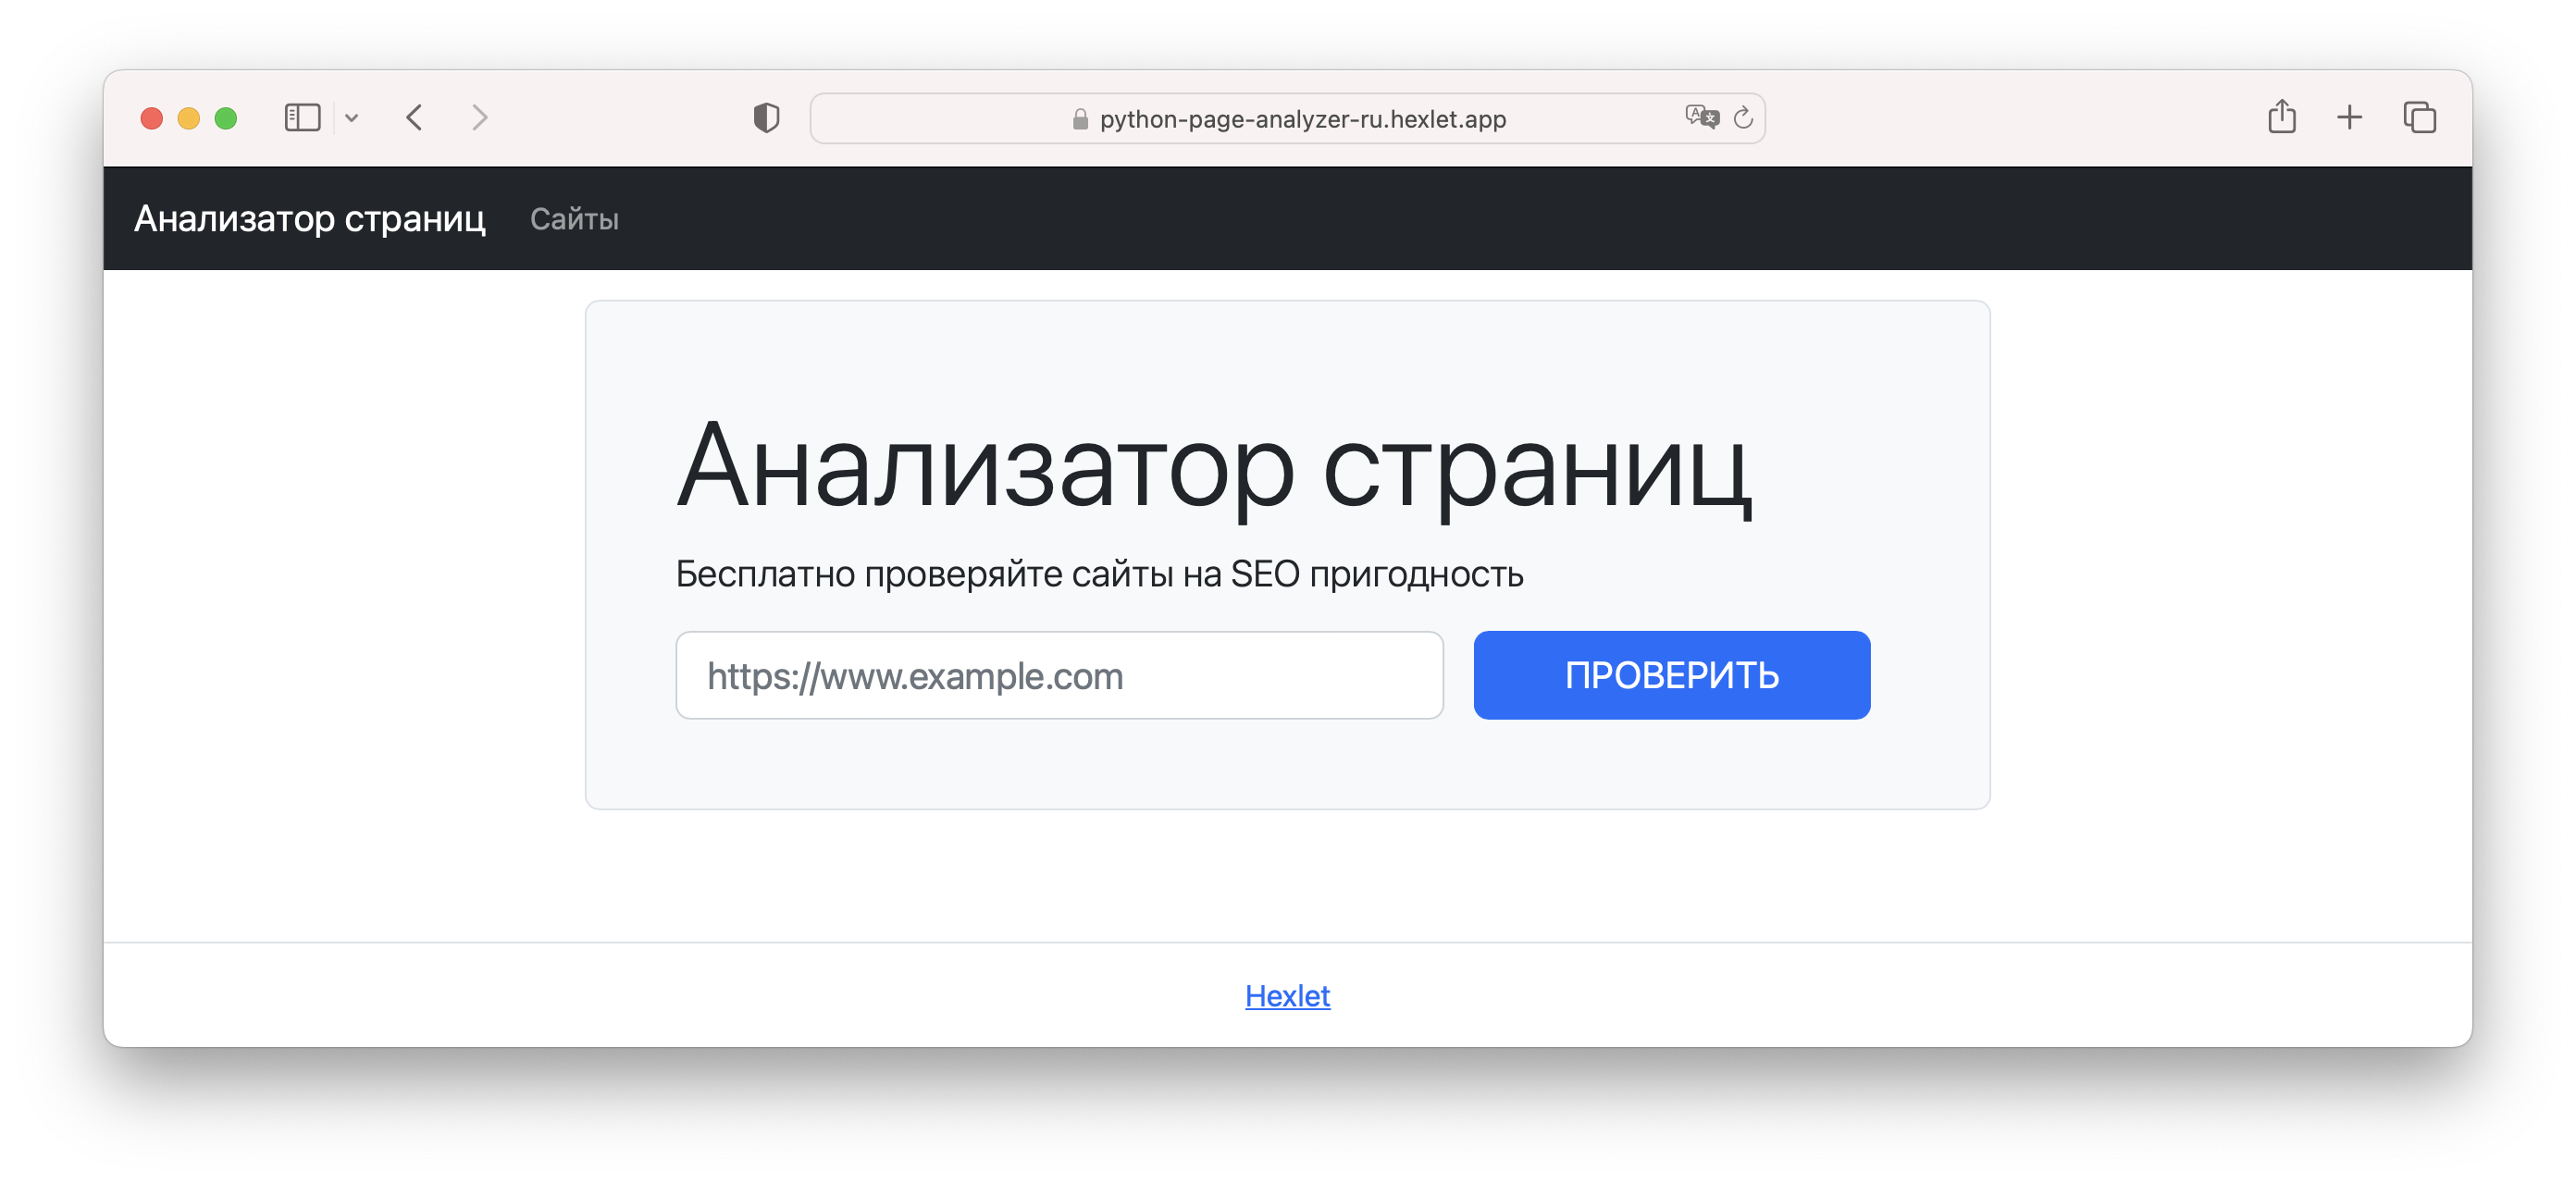 python-page-analyzer-ru.hexlet.app
Анализатор страниц Сайты
Анализатор страниц
Бесплатно проверяйте сайты на SEO пригодность
https://www.example.com ПРОВЕРИТЬ
Hexlet